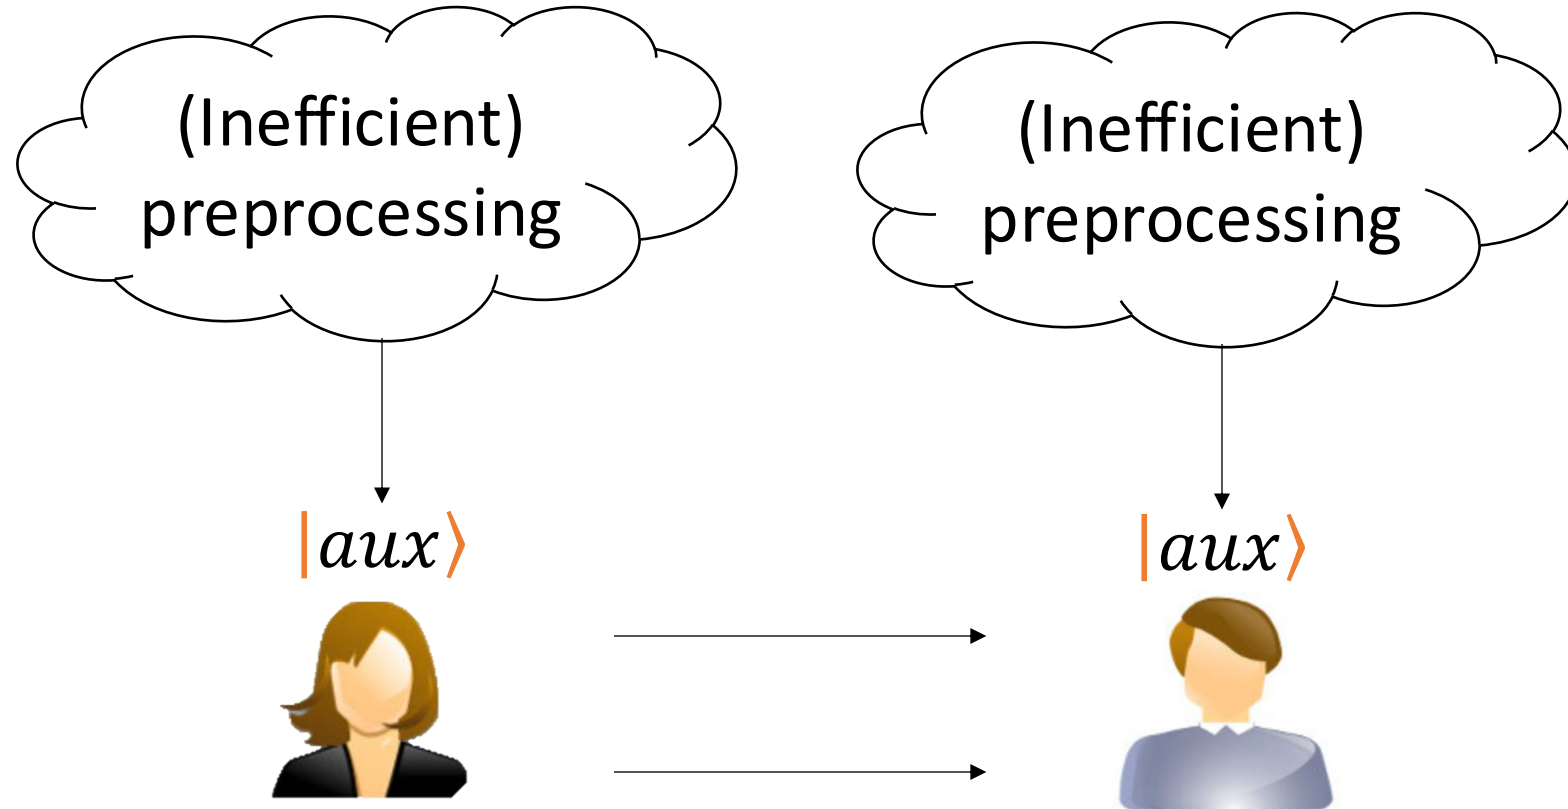 (Inefficient)
preprocessing
(Inefficient)
preprocessing
|aux⟩
|aux⟩